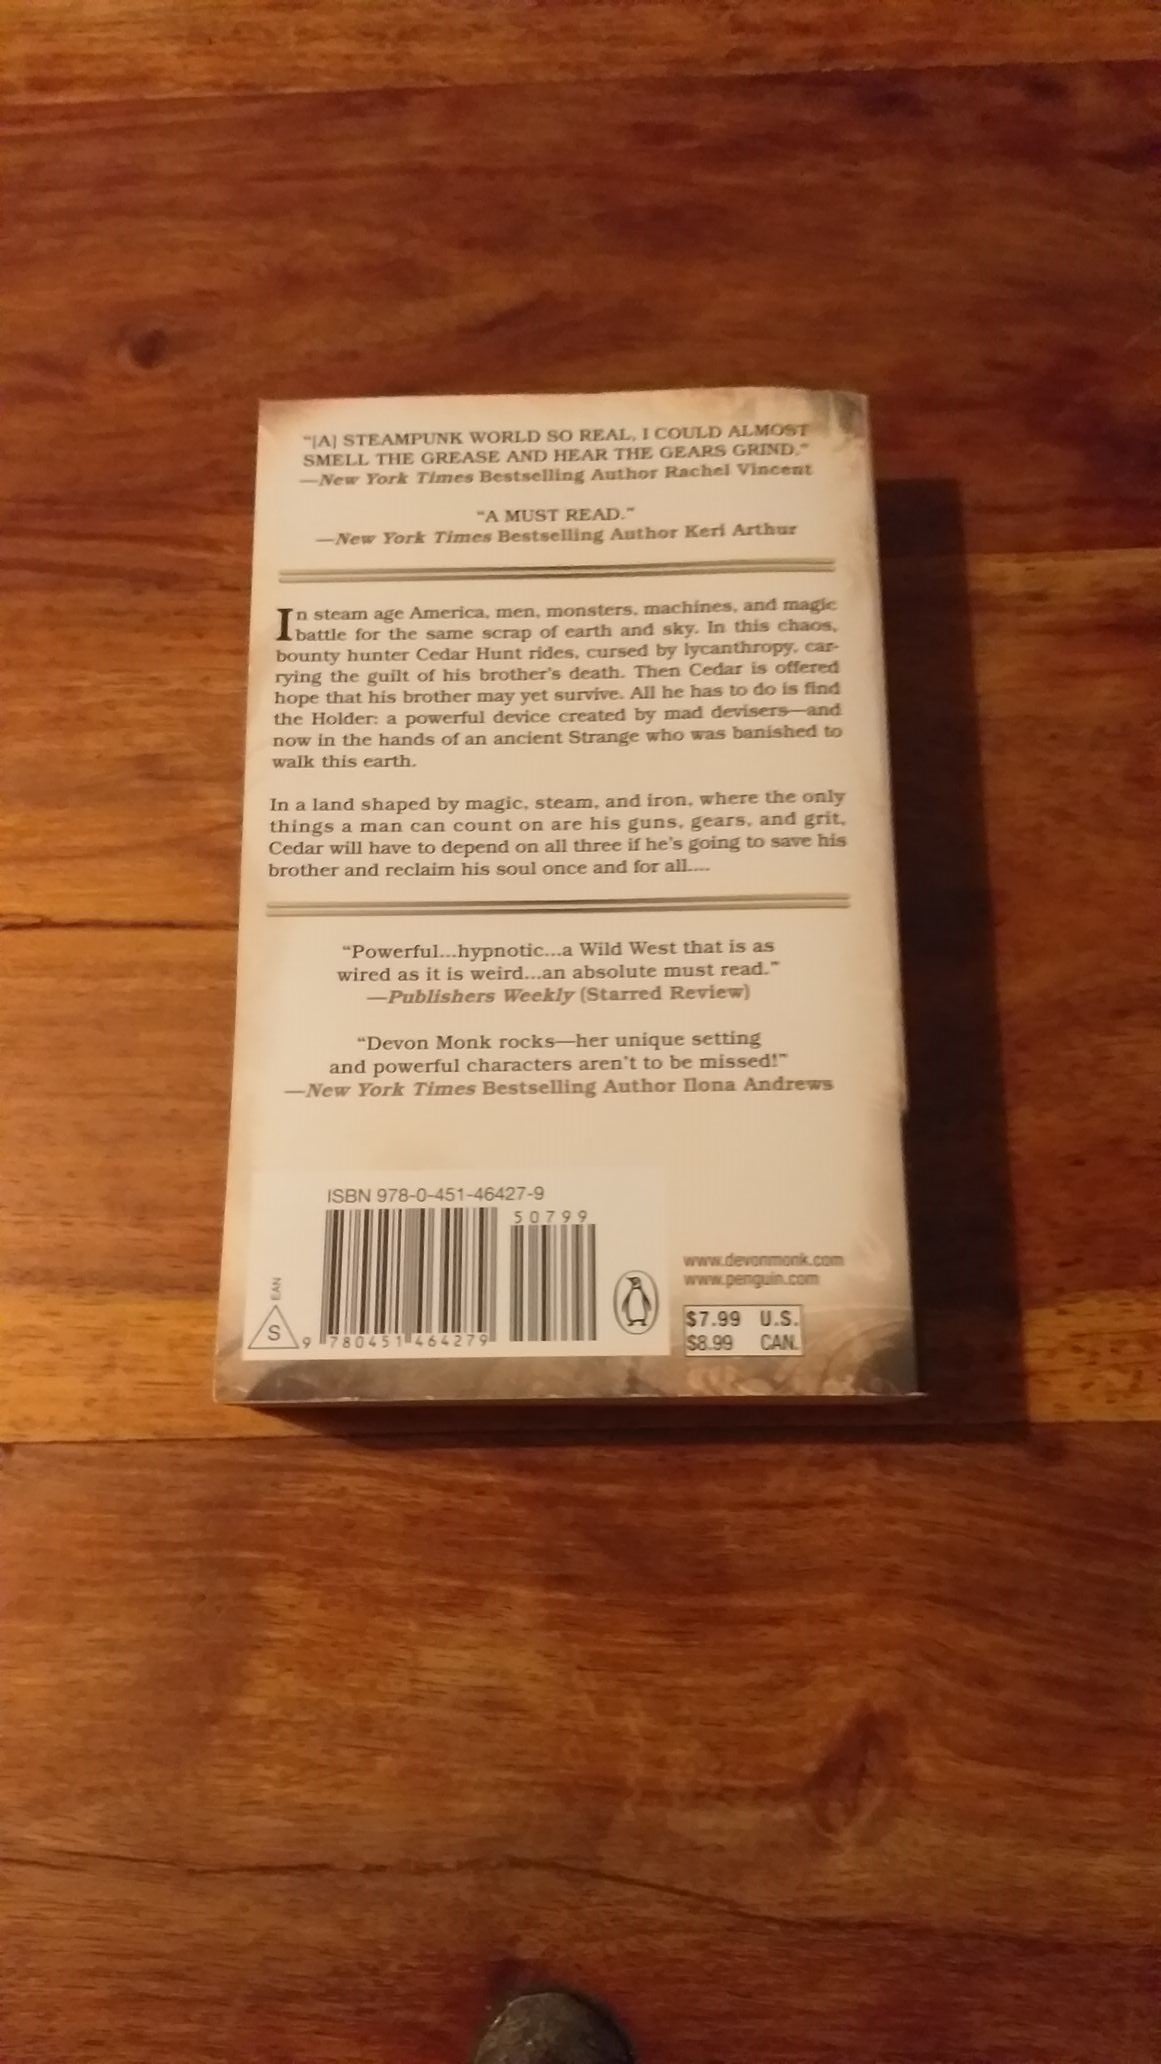 "[A] STEAMPUNK WORLD SO REAL, I COULD ALMOST
SMELL THE GREASE AND HEAR THE GEARS GRIND."
—New York Times Bestselling Author Rachel Vincent
"A MUST READ."
—New York Times Bestselling Author Keri Arthur
In steam age America, men, monsters, machines, and magic
battle for the same scrap of earth and sky. In this chaos,
bounty hunter Cedar Hunt rides, cursed by lycanthropy, car-
rying the guilt of his brother's death. Then Cedar is offered
hope that his brother may yet survive. All he has to do is find
the Holder: a powerful device created by mad devisers—and
now in the hands of an ancient Strange who was banished to
walk this earth.
In a land shaped by magic, steam, and iron, where the only
things a man can count on are his guns, gears, and grit,
Cedar will have to depend on all three if he's going to save his
brother and reclaim his soul once and for all....
"Powerful...hypnotic...a Wild West that is as
wired as it is weird...an absolute must read."
—Publishers Weekly (Starred Review)
"Devon Monk rocks—her unique setting
and powerful characters aren't to be missed!"
—New York Times Bestselling Author Ilona Andrews
ISBN 978-0-451-46427-9
50799
EAN
S
9 780451 464279
www.devonmonk.com
www.penguin.com
$7.99 U.S.
$8.99 CAN.